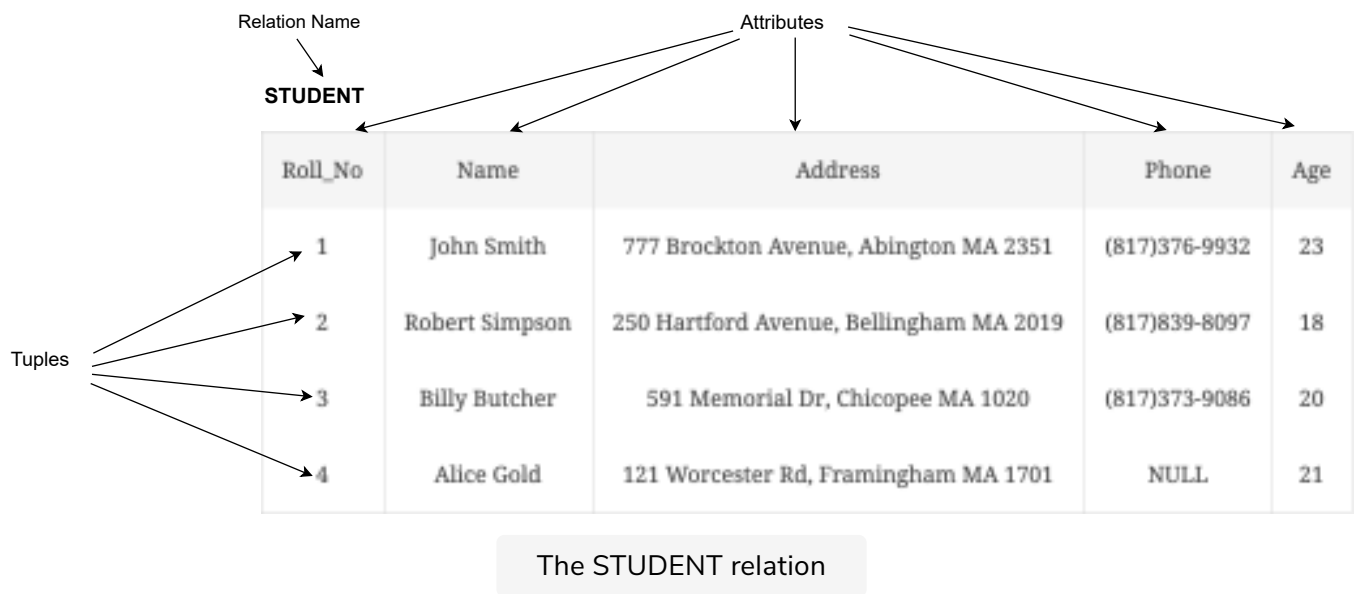 Relation Name
Attributes
STUDENT
Roll_No Name Address Phone Age
1 John Smith 777 Brockton Avenue, Abington MA 2351 (817)376-9932 23
2 Robert Simpson 250 Hartford Avenue, Bellingham MA 2019 (817)839-8097 18
Tuples
3 Billy Butcher 591 Memorial Dr, Chicopee MA 1020 (817)373-9086 20
4 Alice Gold 121 Worcester Rd, Framingham MA 1701 NULL 21
The STUDENT relation